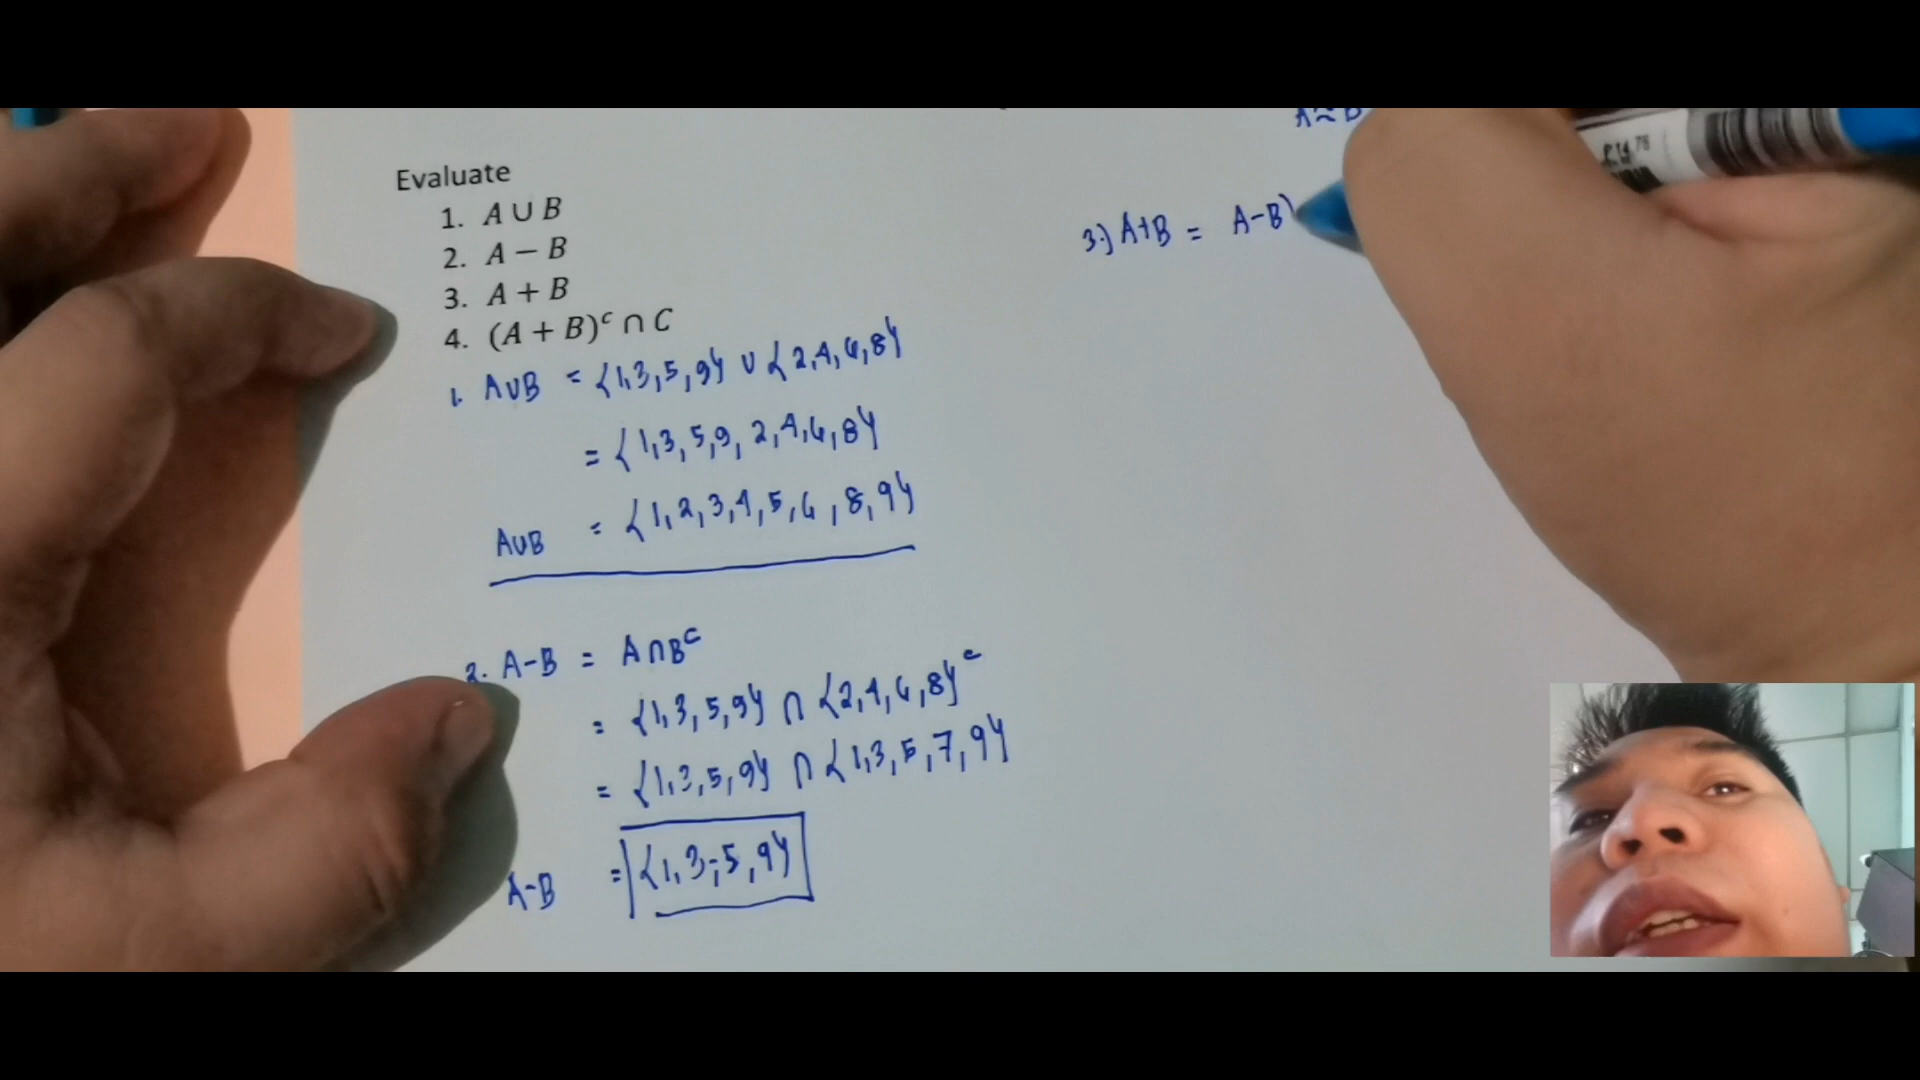 Evaluate
1. A ∪ B
2. A − B
3. A + B
4. (A + B)ᶜ ∩ C
1. A∪B = {1,3,5,9} ∪ {2,4,6,8}
= {1,3,5,9,2,4,6,8}
A∪B = {1,2,3,4,5,6,8,9}
2. A-B = A∩Bᶜ
= {1,3,5,9} ∩ {2,4,6,8}ᶜ
= {1,3,5,9} ∩ {1,3,5,7,9}
A-B = {1,3,5,9}
3.) A+B = A-B)